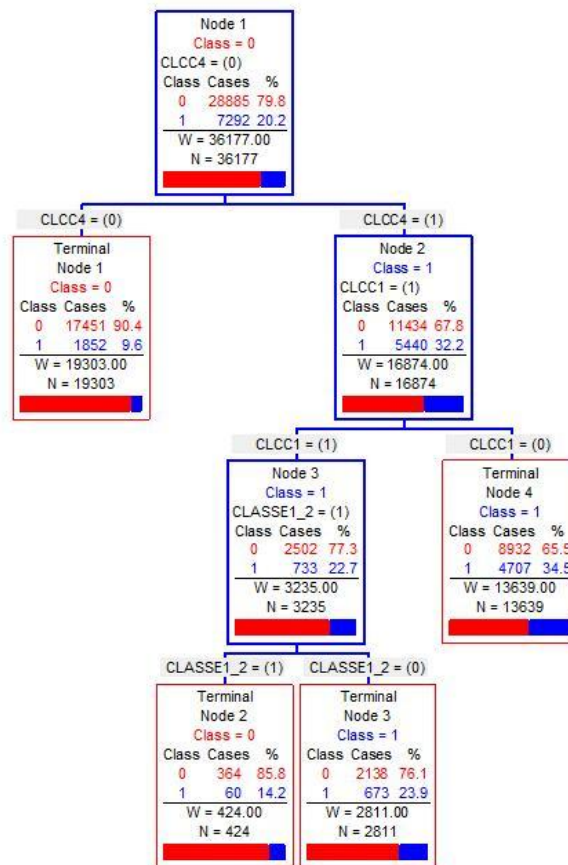 Node 1
Class = 0
CLCC4 = (0)
Class Cases %
0 28885 79.8
1 7292 20.2
W = 36177.00
N = 36177
CLCC4 = (0)
CLCC4 = (1)
Terminal
Node 1
Class = 0
Class Cases %
0 17451 90.4
1 1852 9.6
W = 19303.00
N = 19303
Node 2
Class = 1
CLCC1 = (1)
Class Cases %
0 11434 67.8
1 5440 32.2
W = 16874.00
N = 16874
CLCC1 = (1)
CLCC1 = (0)
Node 3
Class = 1
CLASSE1_2 = (1)
Class Cases %
0 2502 77.3
1 733 22.7
W = 3235.00
N = 3235
Terminal
Node 4
Class = 1
Class Cases %
0 8932 65.5
1 4707 34.5
W = 13639.00
N = 13639
CLASSE1_2 = (1)
CLASSE1_2 = (0)
Terminal
Node 2
Class = 0
Class Cases %
0 364 85.8
1 60 14.2
W = 424.00
N = 424
Terminal
Node 3
Class = 1
Class Cases %
0 2138 76.1
1 673 23.9
W = 2811.00
N = 2811